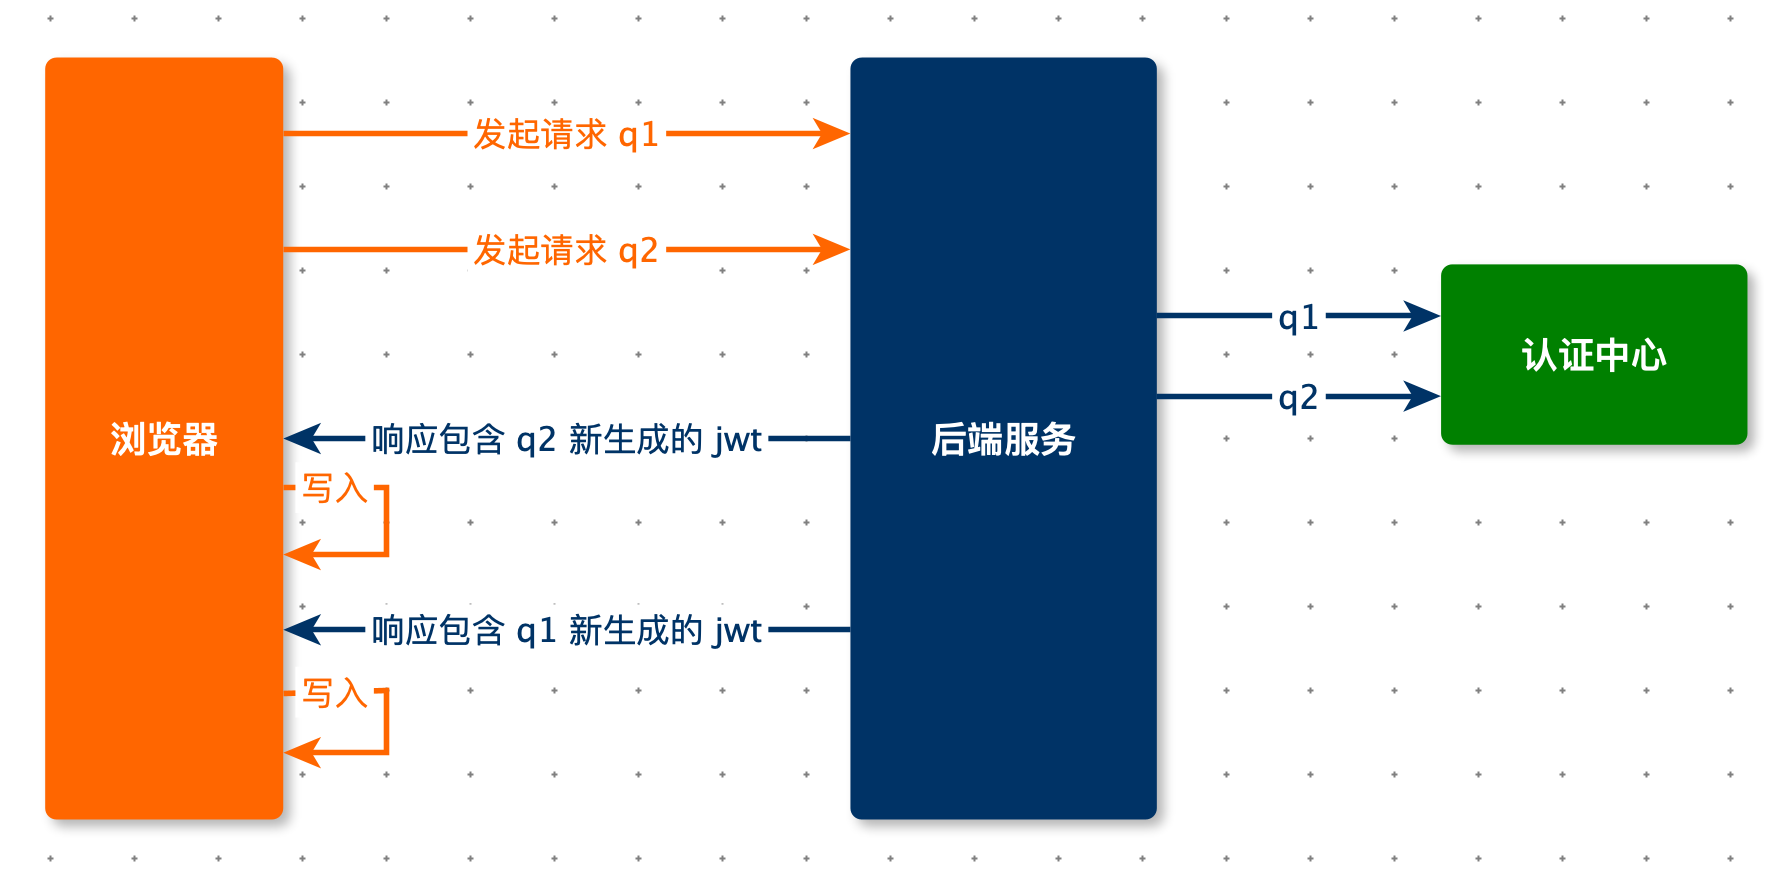 发起请求 q1
发起请求 q2
q1
认证中心
q2
浏览器
响应包含 q2 新生成的 jwt
后端服务
写入
响应包含 q1 新生成的 jwt
写入